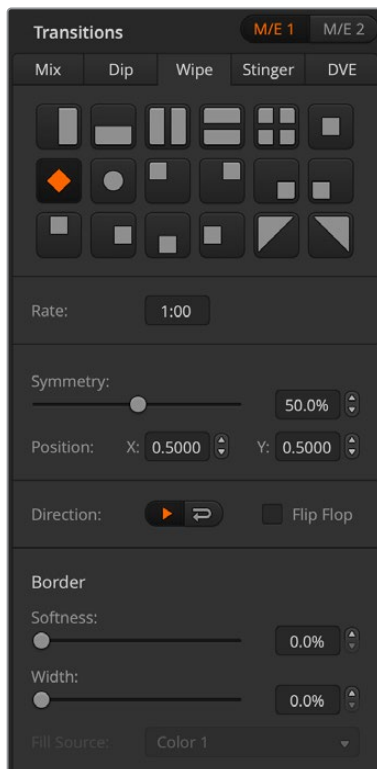 Transitions M/E 1 M/E 2
Mix Dip Wipe Stinger DVE
Rate: 1:00
Symmetry:
50.0%
Position: X: 0.5000 Y: 0.5000
Direction: Flip Flop
Border
Softness:
0.0%
Width:
0.0%
Fill Source: Color 1